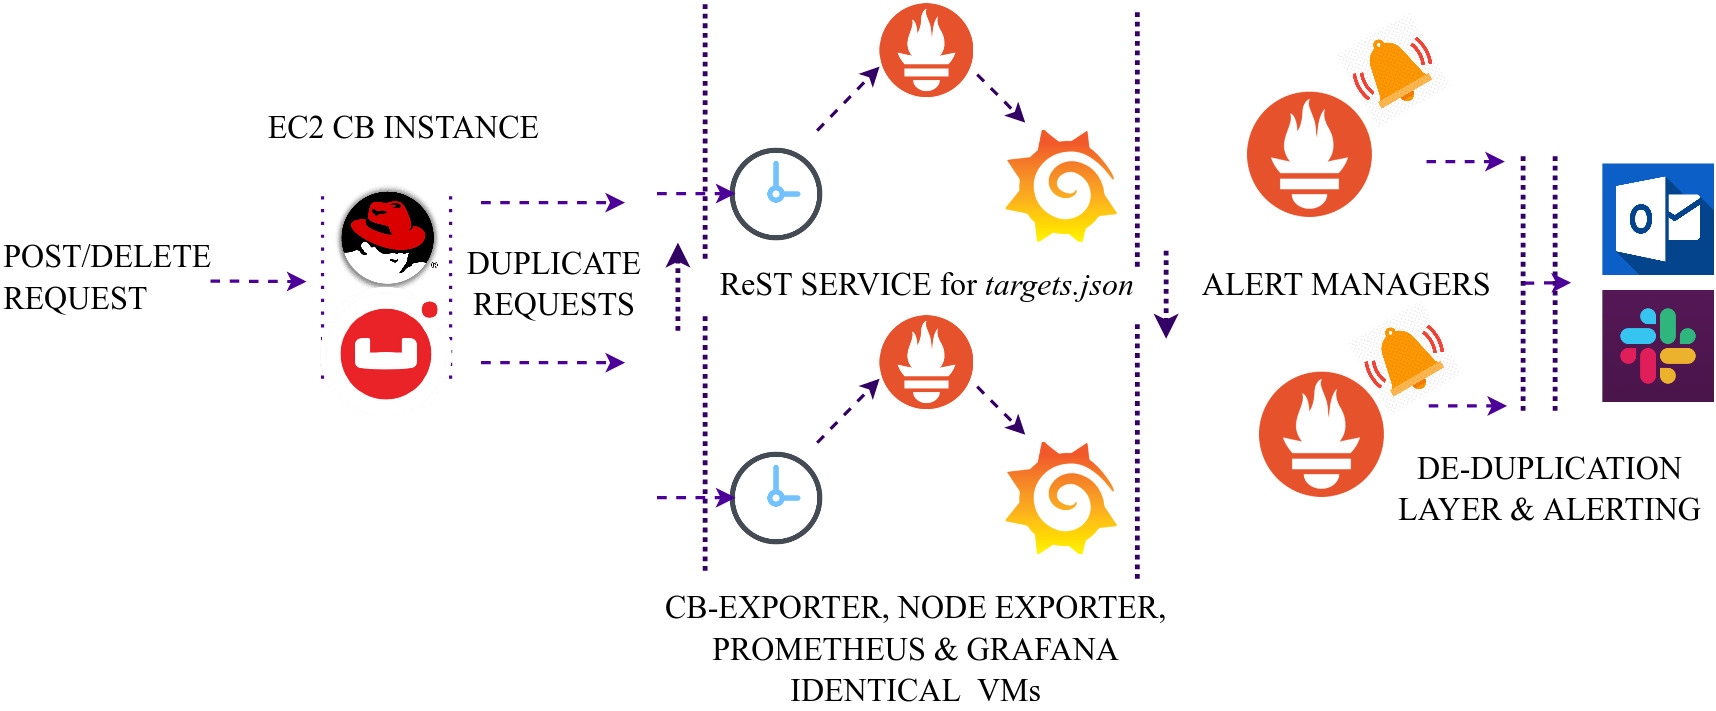 EC2 CB INSTANCE
POST/DELETE
REQUEST
DUPLICATE
REQUESTS
ReST SERVICE for targets.json
ALERT MANAGERS
DE-DUPLICATION
LAYER & ALERTING
CB-EXPORTER, NODE EXPORTER,
PROMETHEUS & GRAFANA
IDENTICAL VMs